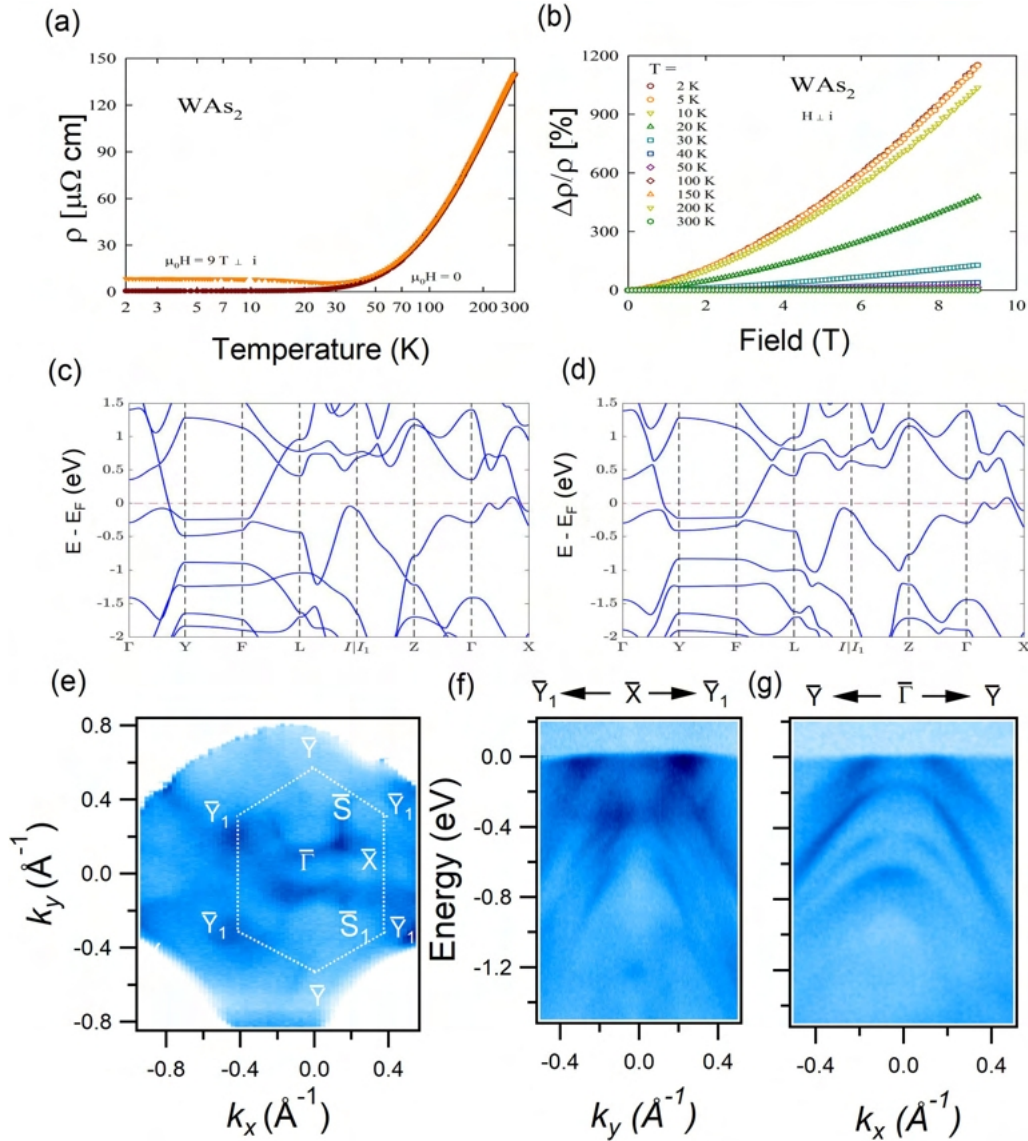 (a)
150
120
90
60
30
0
ρ [μΩ cm]
WAs₂
μ₀H = 9 T ⊥ i
μ₀H = 0
2 3 5 7 10 20 30 50 70 100 200 300
Temperature (K)
(b)
1200
900
600
300
0
Δρ/ρ [%]
T =
2 K
5 K
10 K
20 K
30 K
40 K
50 K
100 K
150 K
200 K
300 K
WAs₂
H ⊥ i
0 2 4 6 8 10
Field (T)
(c)
1.5
1
0.5
0
-0.5
-1
-1.5
-2
E - E_F (eV)
Γ Y F L I|I₁ Z Γ X
(d)
1.5
1
0.5
0
-0.5
-1
-1.5
-2
E - E_F (eV)
Γ Y F L I|I₁ Z Γ X
(e)
0.8
0.4
0.0
-0.4
-0.8
k_y (Å⁻¹)
Ȳ
Ȳ₁ S̄ Ȳ₁
Γ̄ X̄
Ȳ₁ S̄₁ Ȳ₁
Ȳ
-0.8 -0.4 0.0 0.4
k_x (Å⁻¹)
(f)
Ȳ₁ ← X̄ → Ȳ₁
0.0
-0.4
-0.8
-1.2
Energy (eV)
-0.4 0.0 0.4
k_y (Å⁻¹)
(g)
Ȳ ← Γ̄ → Ȳ
-0.4 0.0 0.4
k_x (Å⁻¹)